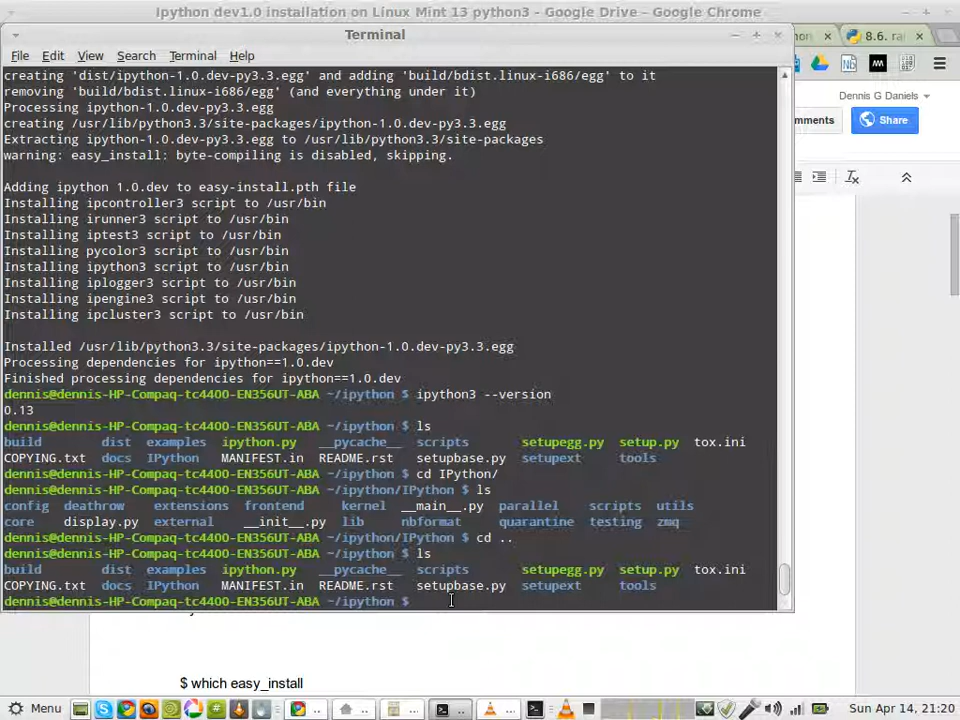 Ipython dev1.0 installation on Linux Mint 13 python3 - Google Drive - Google Chrome
Terminal
File Edit View Search Terminal Help
8.6. ra
Dennis G Daniels
mments
Share
creating 'dist/ipython-1.0.dev-py3.3.egg' and adding 'build/bdist.linux-i686/egg' to it
removing 'build/bdist.linux-i686/egg' (and everything under it)
Processing ipython-1.0.dev-py3.3.egg
creating /usr/lib/python3.3/site-packages/ipython-1.0.dev-py3.3.egg
Extracting ipython-1.0.dev-py3.3.egg to /usr/lib/python3.3/site-packages
warning: easy_install: byte-compiling is disabled, skipping.
Adding ipython 1.0.dev to easy-install.pth file
Installing ipcontroller3 script to /usr/bin
Installing irunner3 script to /usr/bin
Installing iptest3 script to /usr/bin
Installing pycolor3 script to /usr/bin
Installing ipython3 script to /usr/bin
Installing iplogger3 script to /usr/bin
Installing ipengine3 script to /usr/bin
Installing ipcluster3 script to /usr/bin
Installed /usr/lib/python3.3/site-packages/ipython-1.0.dev-py3.3.egg
Processing dependencies for ipython==1.0.dev
Finished processing dependencies for ipython==1.0.dev
dennis@dennis-HP-Compaq-tc4400-EN356UT-ABA ~/ipython $ ipython3 --version
0.13
dennis@dennis-HP-Compaq-tc4400-EN356UT-ABA ~/ipython $ ls
build dist examples ipython.py __pycache__ scripts setupegg.py setup.py tox.ini
COPYING.txt docs IPython MANIFEST.in README.rst setupbase.py setupext tools
dennis@dennis-HP-Compaq-tc4400-EN356UT-ABA ~/ipython $ cd IPython/
dennis@dennis-HP-Compaq-tc4400-EN356UT-ABA ~/ipython/IPython $ ls
config deathrow extensions frontend kernel __main__.py parallel scripts utils
core display.py external __init__.py lib nbformat quarantine testing zmq
dennis@dennis-HP-Compaq-tc4400-EN356UT-ABA ~/ipython/IPython $ cd ..
dennis@dennis-HP-Compaq-tc4400-EN356UT-ABA ~/ipython $ ls
build dist examples ipython.py __pycache__ scripts setupegg.py setup.py tox.ini
COPYING.txt docs IPython MANIFEST.in README.rst setupbase.py setupext tools
dennis@dennis-HP-Compaq-tc4400-EN356UT-ABA ~/ipython $
$ which easy_install
Menu
Sun Apr 14, 21:20